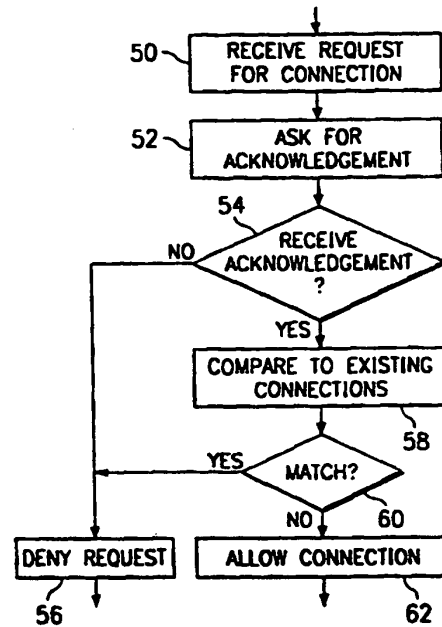 50
RECEIVE REQUEST
FOR CONNECTION
52
ASK FOR
ACKNOWLEDGEMENT
54
RECEIVE
ACKNOWLEDGEMENT
?
NO
YES
COMPARE TO EXISTING
CONNECTIONS
58
YES
MATCH?
60
NO
DENY REQUEST
ALLOW CONNECTION
56
62